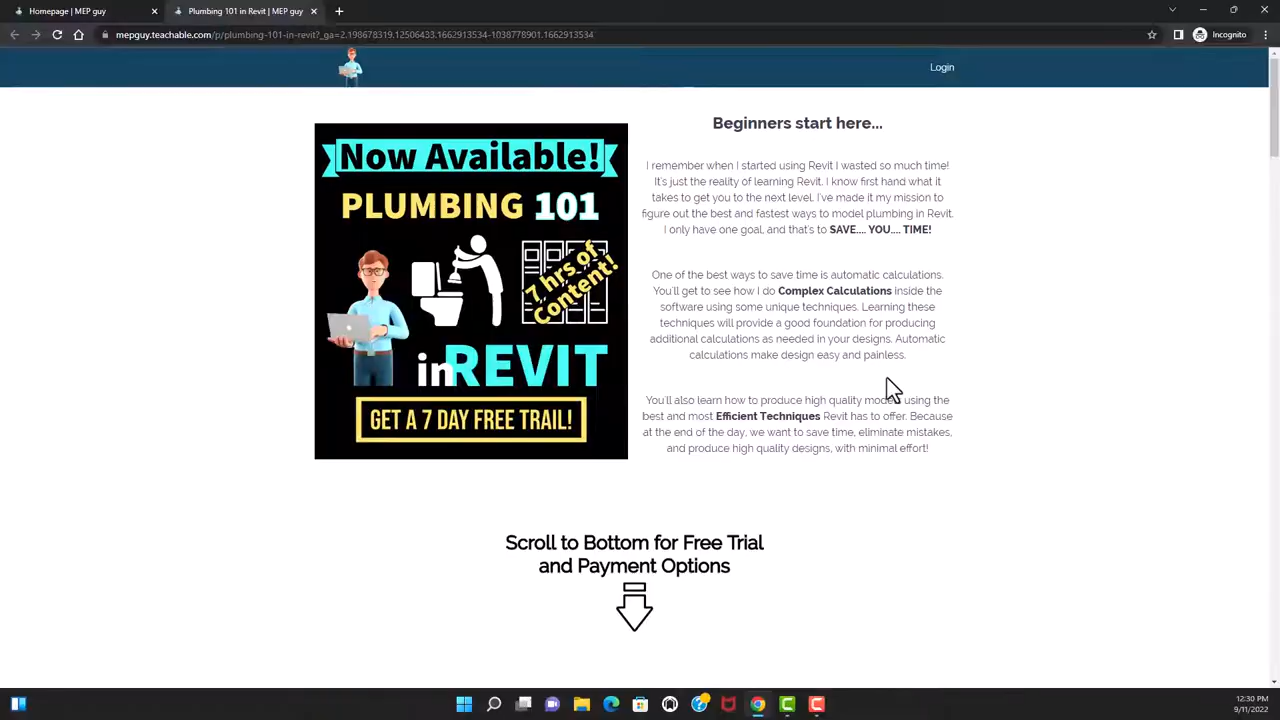 Homepage | MEP guy
Plumbing 101 in Revit | MEP guy
mepguy.teachable.com/p/plumbing-101-in-revit?_ga=2.198678319.12506433.1662913534-1038778901.1662913534
Incognito
Login
Now Available!
PLUMBING 101
7 hrs of
Content!
in REVIT
GET A 7 DAY FREE TRAIL!
Beginners start here...
I remember when I started using Revit I wasted so much time!
It's just the reality of learning Revit. I know first hand what it
takes to get you to the next level. I've made it my mission to
figure out the best and fastest ways to model plumbing in Revit.
I only have one goal, and that's to SAVE.... YOU.... TIME!
One of the best ways to save time is automatic calculations.
You'll get to see how I do Complex Calculations inside the
software using some unique techniques. Learning these
techniques will provide a good foundation for producing
additional calculations as needed in your designs. Automatic
calculations make design easy and painless.
You'll also learn how to produce high quality models using the
best and most Efficient Techniques Revit has to offer. Because
at the end of the day, we want to save time, eliminate mistakes,
and produce high quality designs, with minimal effort!
Scroll to Bottom for Free Trial
and Payment Options
12:30 PM
9/11/2022